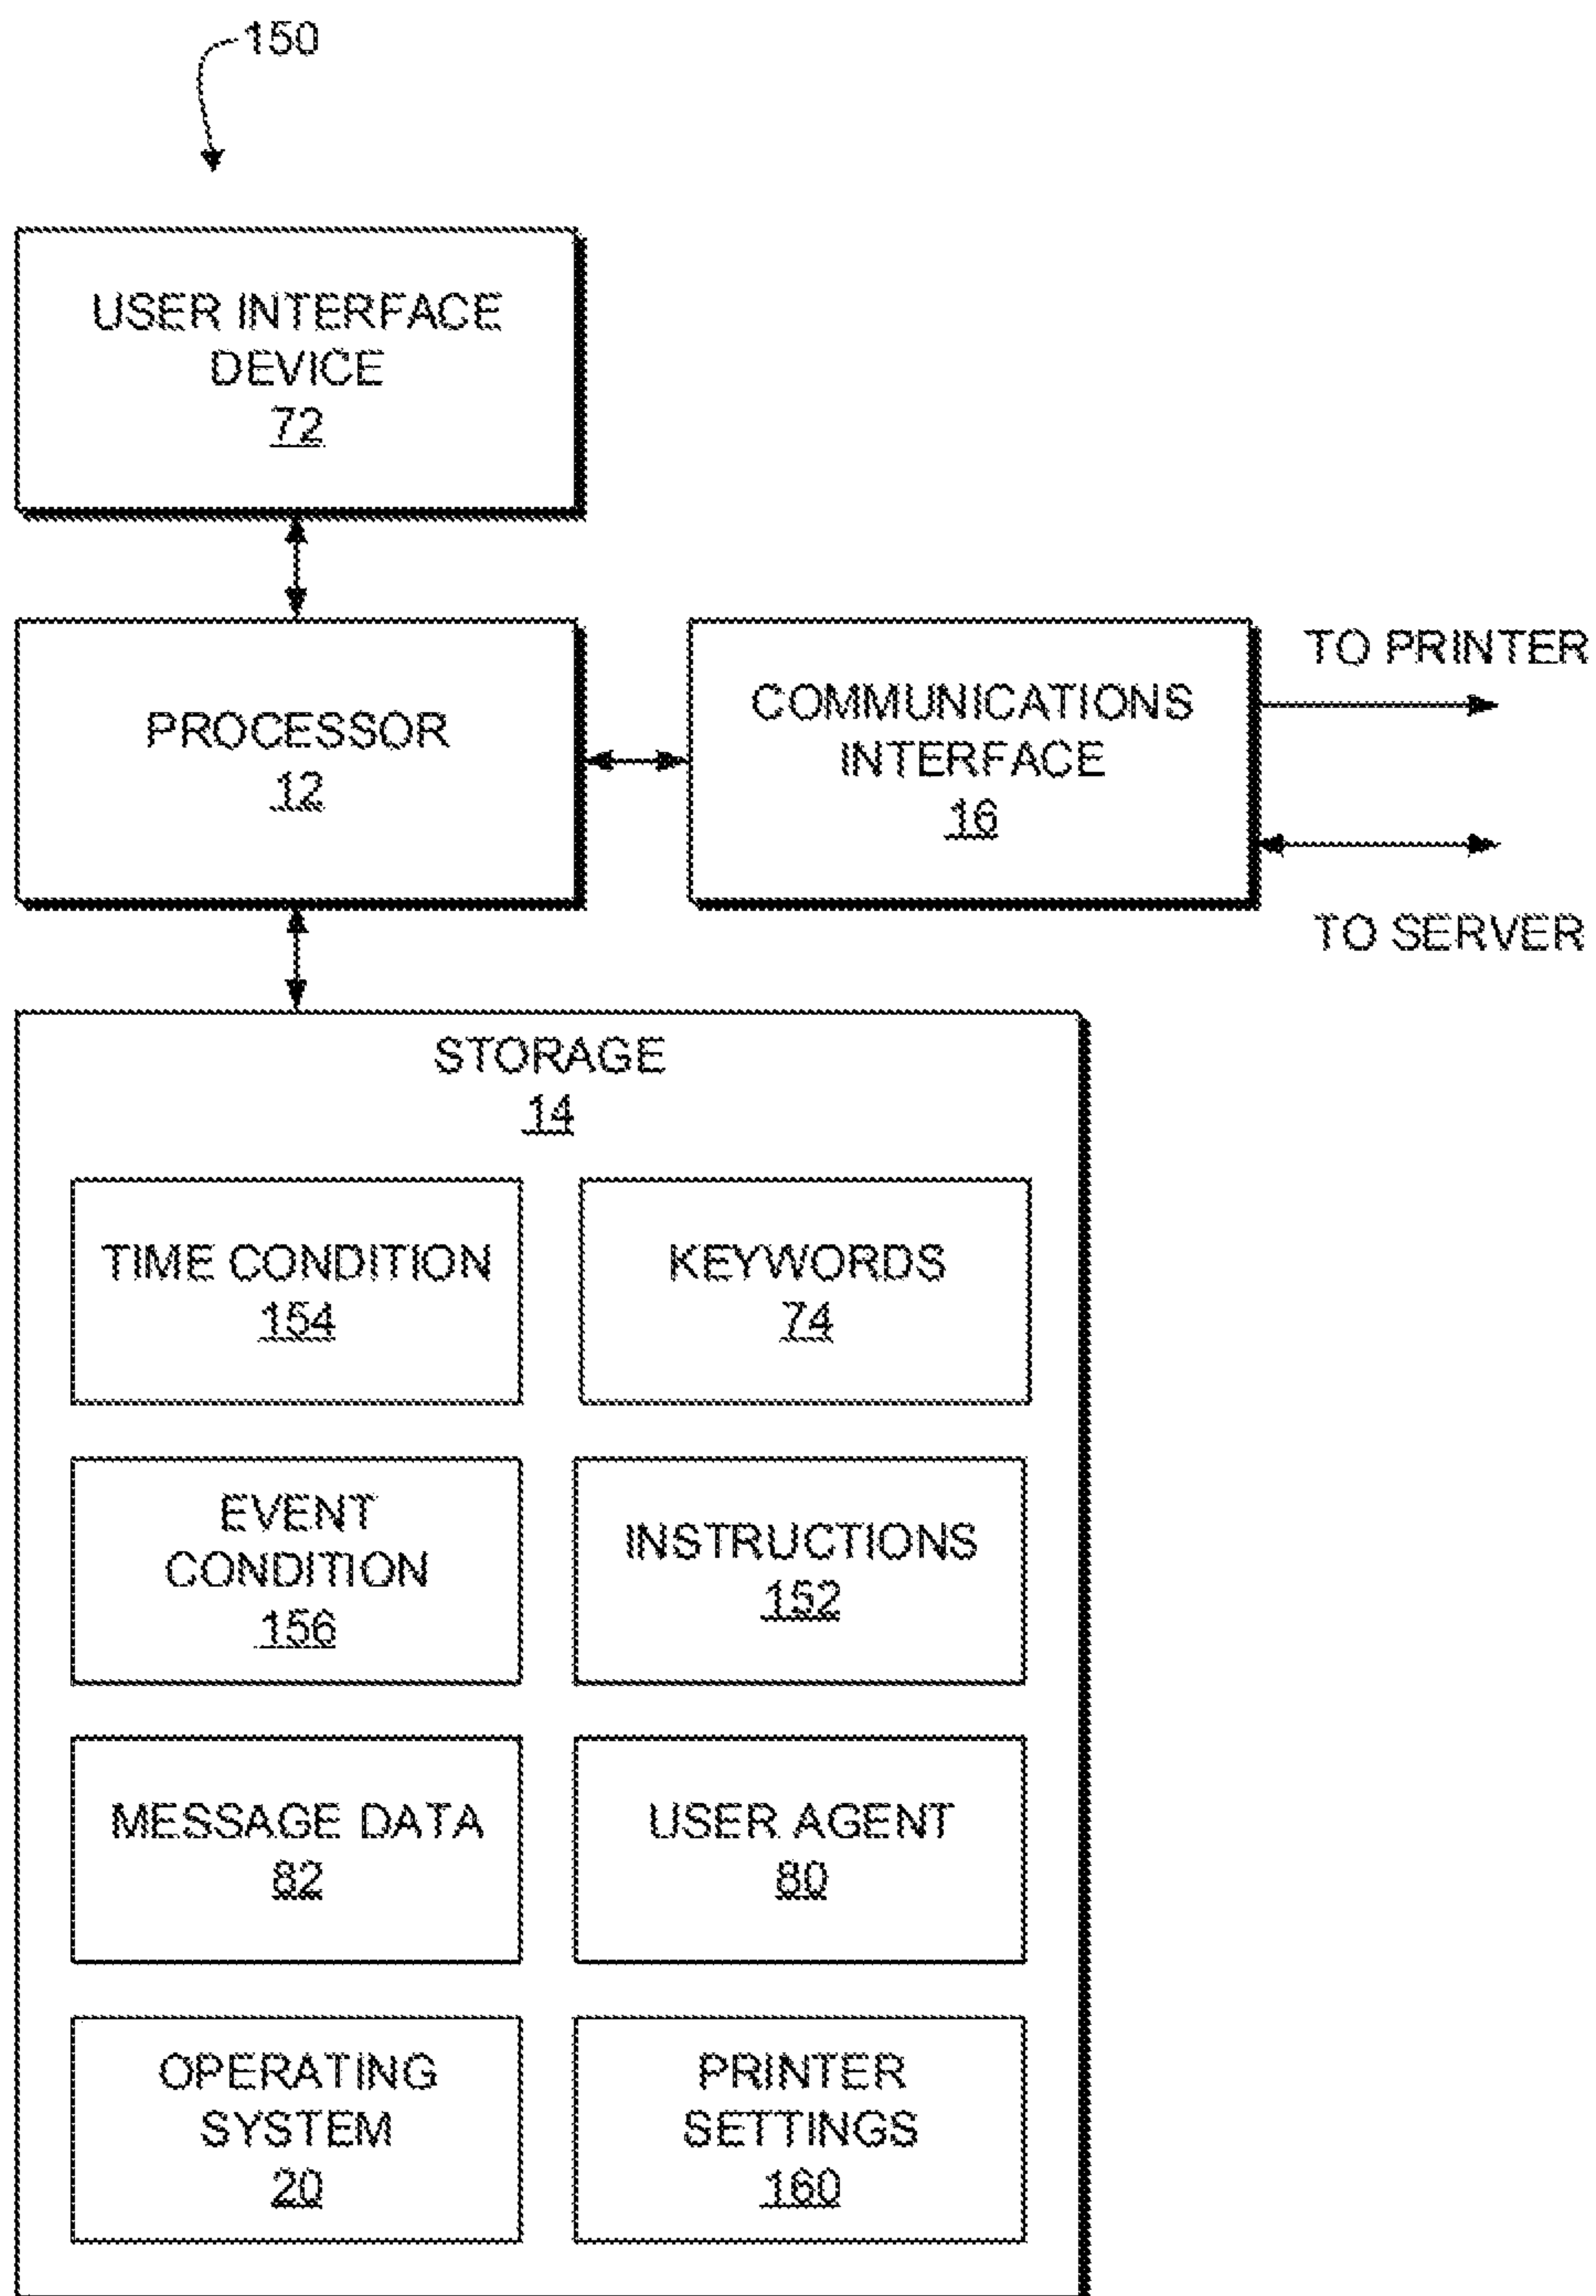 150
USER INTERFACE
DEVICE
72
PROCESSOR
12
COMMUNICATIONS
INTERFACE
16
TO PRINTER
TO SERVER
STORAGE
14
TIME CONDITION
154
KEYWORDS
74
EVENT
CONDITION
156
INSTRUCTIONS
152
MESSAGE DATA
82
USER AGENT
80
OPERATING
SYSTEM
20
PRINTER
SETTINGS
160